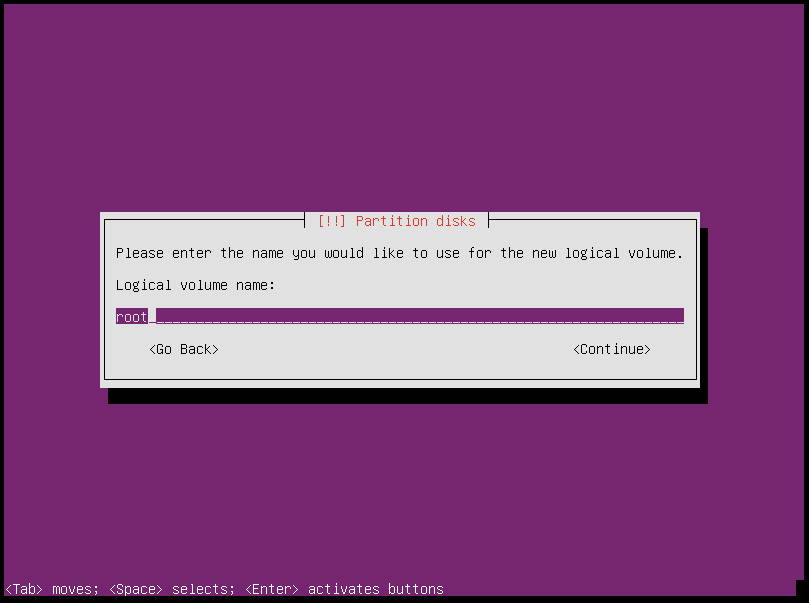 [!!] Partition disks
Please enter the name you would like to use for the new logical volume.
Logical volume name:
root
<Go Back> <Continue>
<Tab> moves; <Space> selects; <Enter> activates buttons